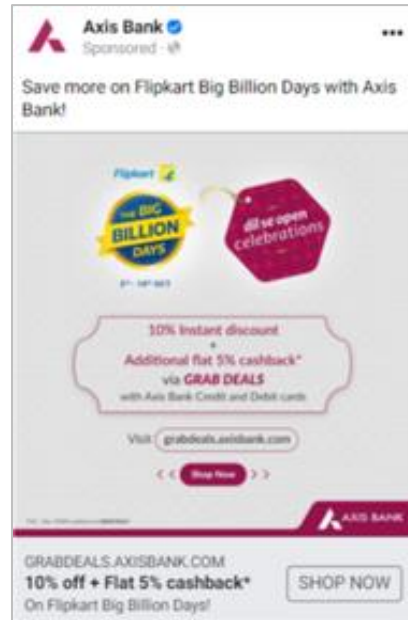 Axis Bank
Sponsored ·
Save more on Flipkart Big Billion Days with Axis
Bank!
Flipkart
THE BIG
BILLION
DAYS
dil se open
celebrations
10% Instant discount
+
Additional flat 5% cashback*
via GRAB DEALS
with Axis Bank Credit and Debit cards
Visit grabdeals.axisbank.com
< < Shop Now > >
AXIS BANK
GRABDEALS.AXISBANK.COM
10% off + Flat 5% cashback*
On Flipkart Big Billion Days!
SHOP NOW